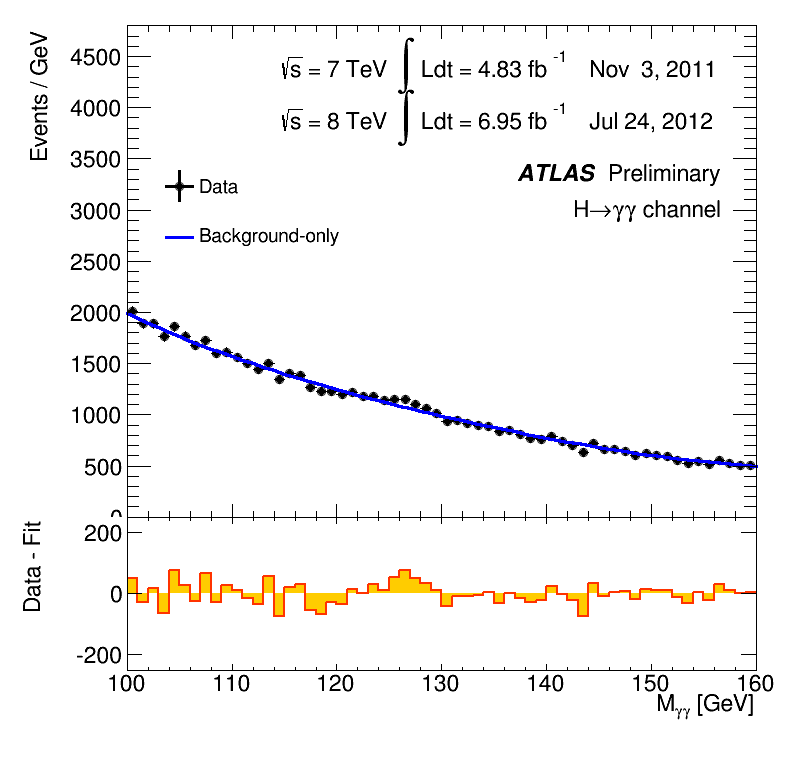 4500
4000
3500
3000
2500
2000
1500
1000
500
0
Events / GeV
√s = 7 TeV ∫ Ldt = 4.83 fb⁻¹ Nov 3, 2011
√s = 8 TeV ∫ Ldt = 6.95 fb⁻¹ Jul 24, 2012
ATLAS Preliminary
H→γγ channel
Data
Background-only
200
0
-200
Data - Fit
100 110 120 130 140 150 160
Mγγ [GeV]